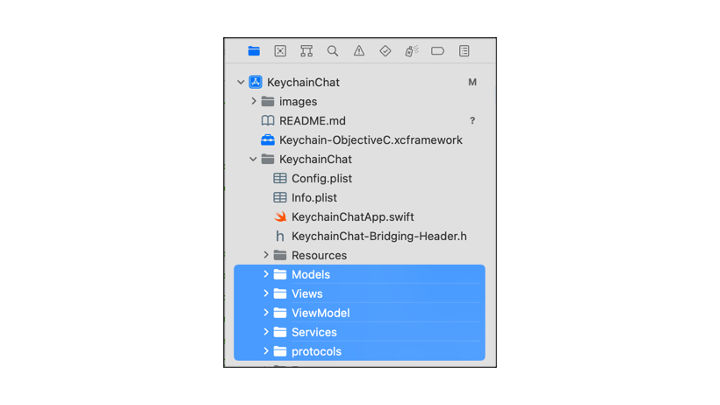 KeychainChat M
images
README.md ?
Keychain-ObjectiveC.xcframework
KeychainChat
Config.plist
Info.plist
KeychainChatApp.swift
h KeychainChat-Bridging-Header.h
Resources
Models
Views
ViewModel
Services
protocols